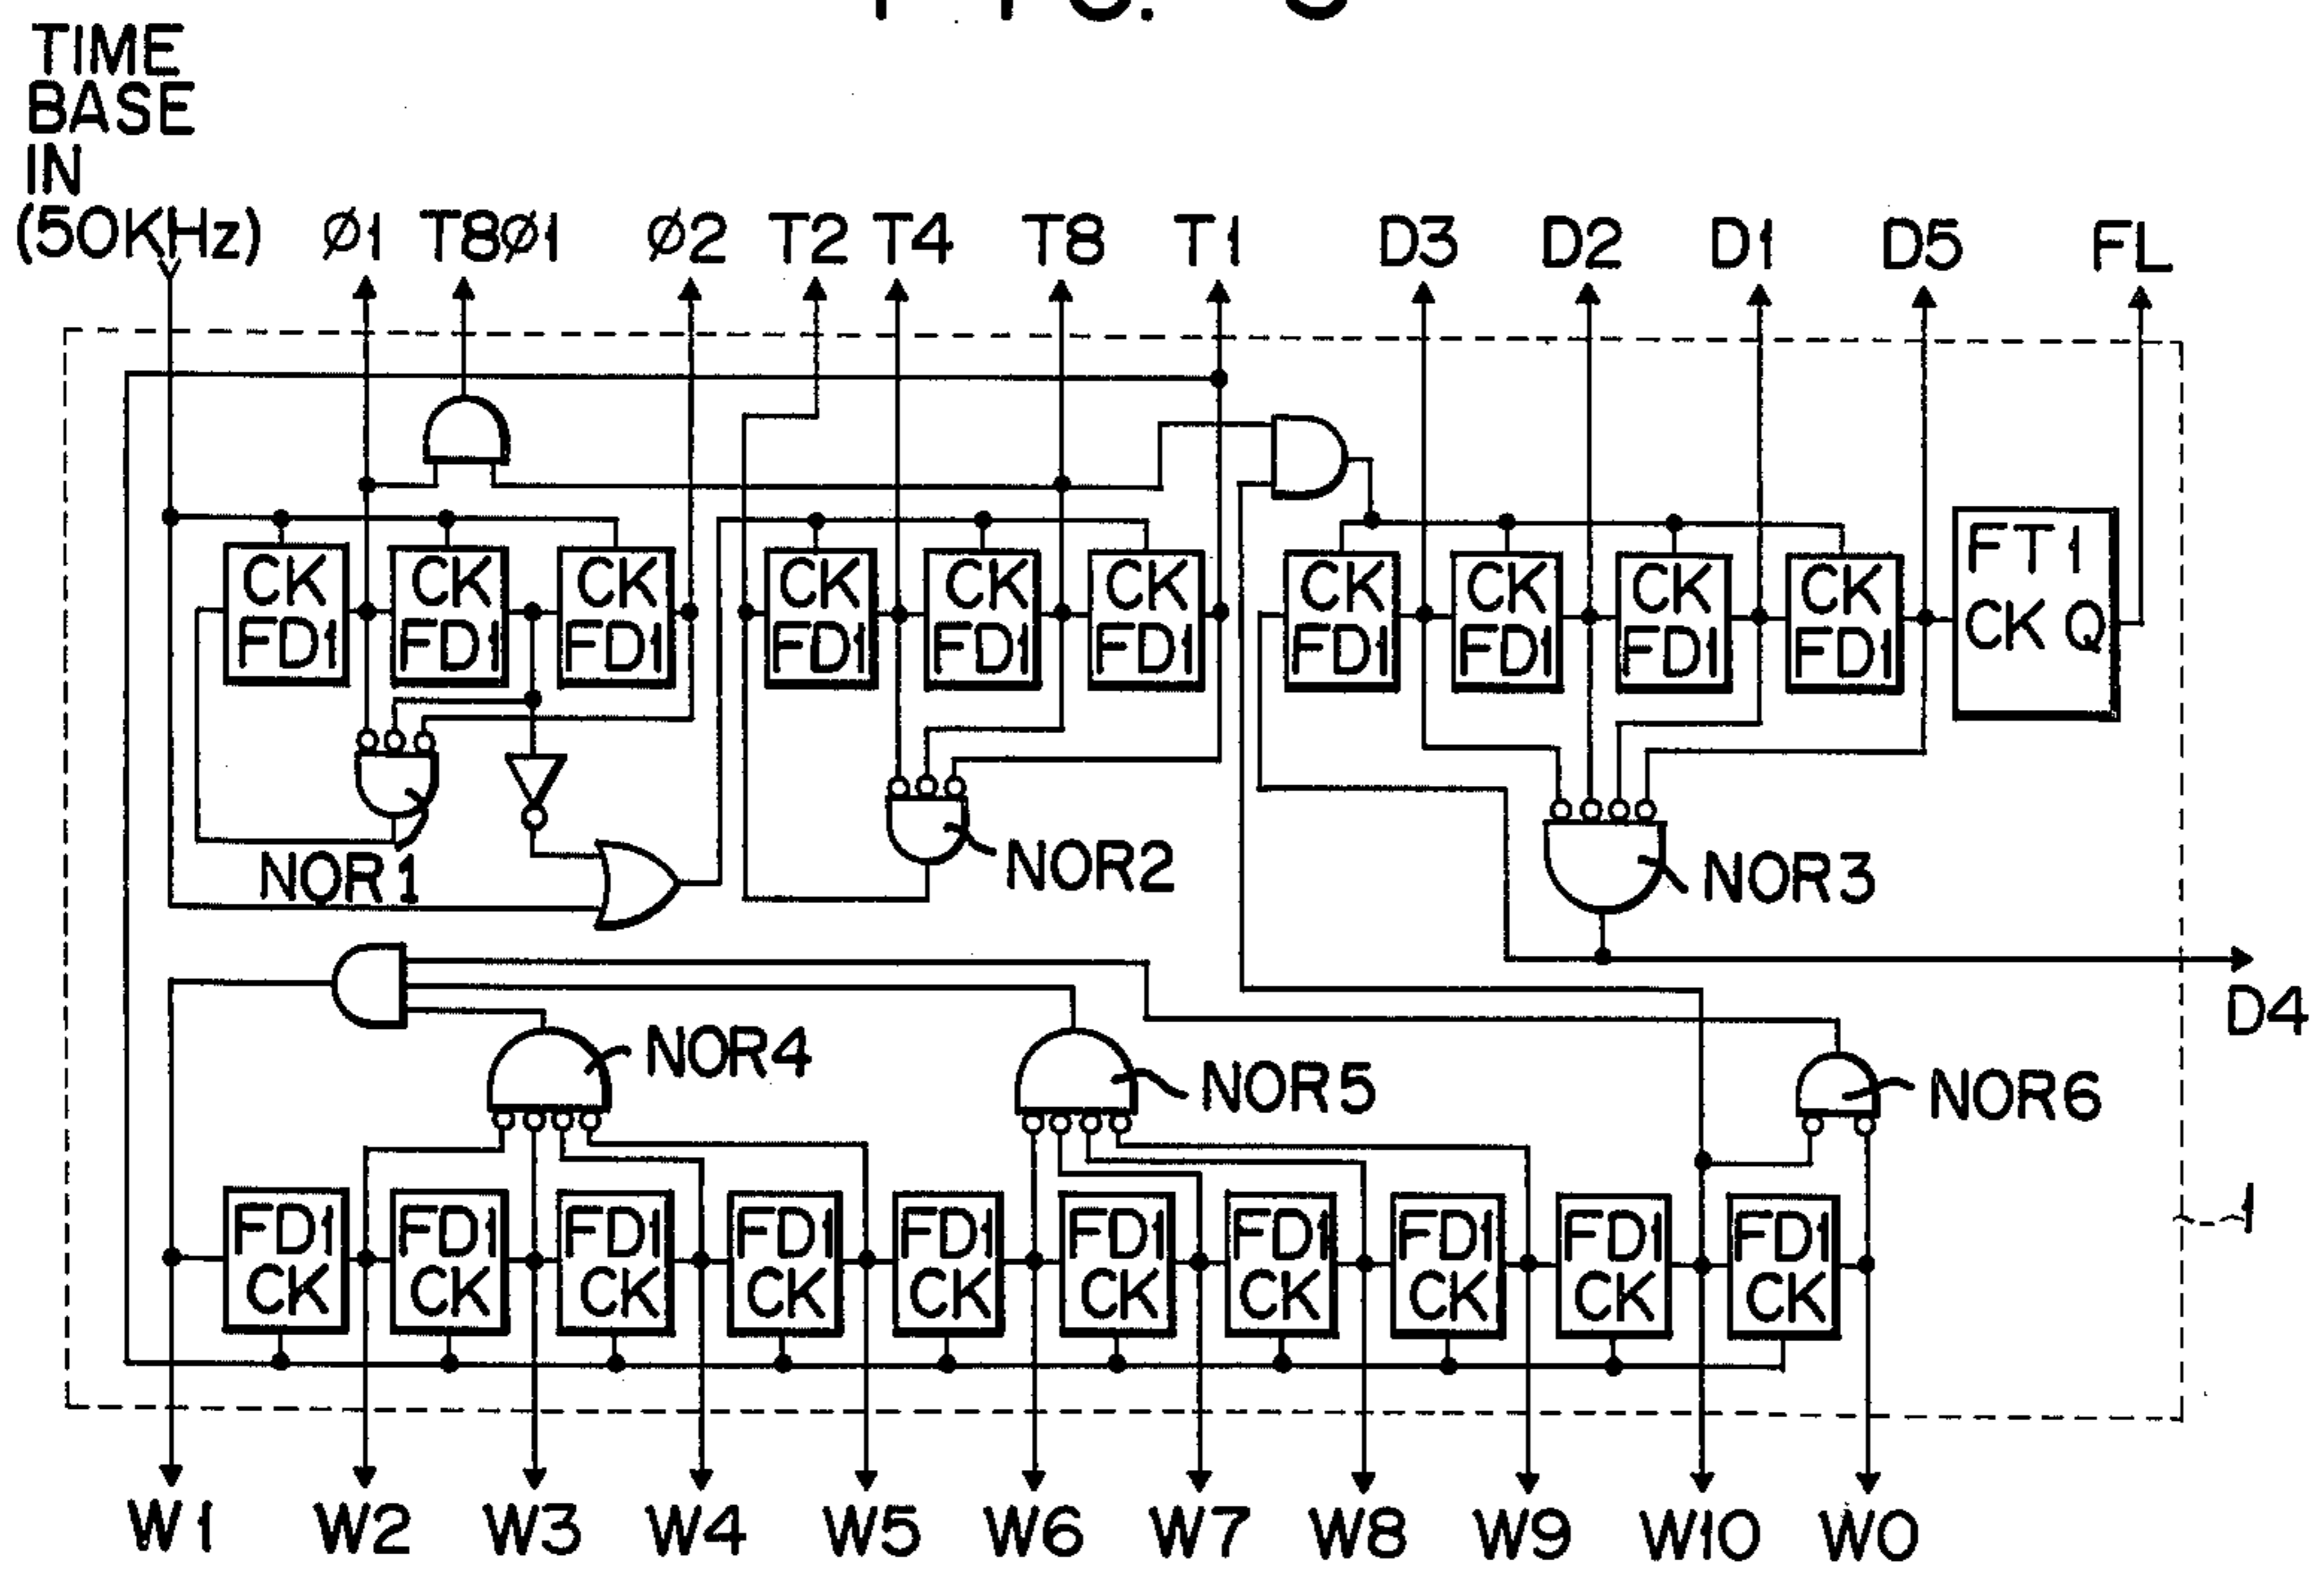 TIME
BASE
IN
(50KHz) Ø1 T8Ø1 Ø2 T2 T4 T8 T1 D3 D2 D1 D5 FL
CK CK CK CK CK CK CK CK CK CK FT1
FD1 FD1 FD1 FD1 FD1 FD1 FD1 FD1 FD1 FD1 CK Q
NOR1 NOR2 NOR3
D4
NOR4 NOR5 NOR6
1
FD1 FD1 FD1 FD1 FD1 FD1 FD1 FD1 FD1 FD1
CK CK CK CK CK CK CK CK CK CK
W1 W2 W3 W4 W5 W6 W7 W8 W9 W10 W0